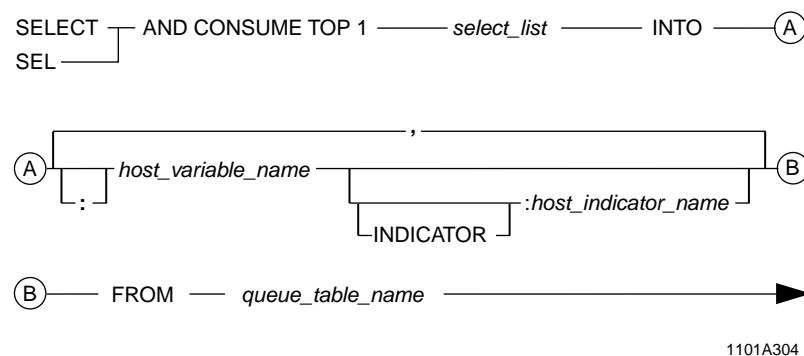 SELECT AND CONSUME TOP 1 select_list INTO A
SEL
,
A host_variable_name B
: :host_indicator_name
INDICATOR
B FROM queue_table_name
1101A304